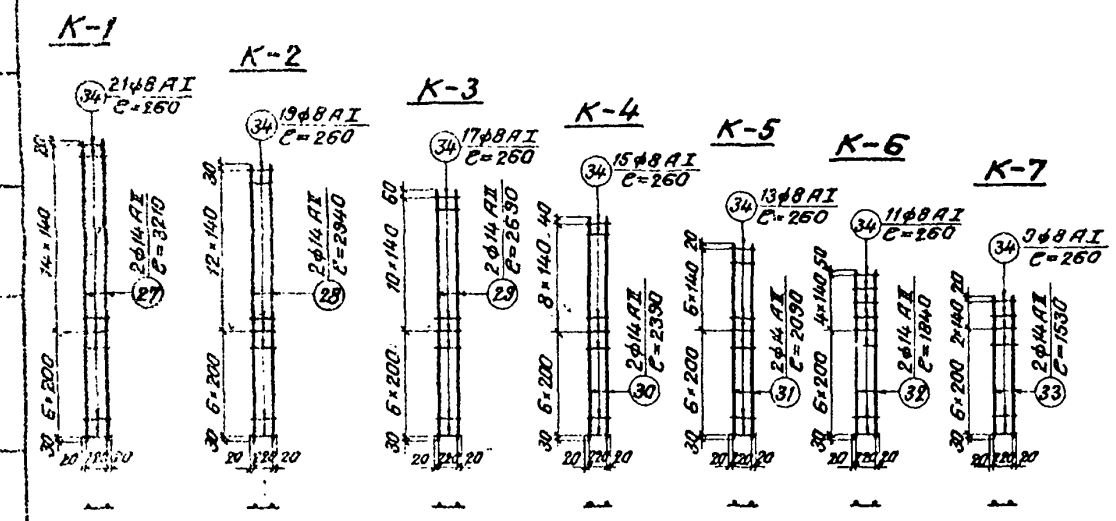 К-1
34
21ф8 АI
ℓ=260
20
14×140
6×200
30
2ф14 АII
ℓ=3210
27
20 220 20
К-2
34
19ф8 АI
ℓ=260
30
12×140
6×200
30
2ф14 АII
ℓ=2940
28
20 220 20
К-3
34
17ф8 АI
ℓ=260
60
10×140
6×200
30
2ф14 АII
ℓ=2690
29
20 220 20
К-4
34
15ф8 АI
ℓ=260
40
8×140
6×200
30
2ф14 АII
ℓ=2390
30
20 220 20
К-5
34
13ф8 АI
ℓ=260
20
6×140
6×200
30
2ф14 АII
ℓ=2090
31
20 220 20
К-6
34
11ф8 АI
ℓ=260
50
4×140
6×200
30
2ф14 АII
ℓ=1840
32
20 220 20
К-7
34
9ф8 АI
ℓ=260
20
2×140
6×200
30
2ф14 АII
ℓ=1530
33
20 220 20